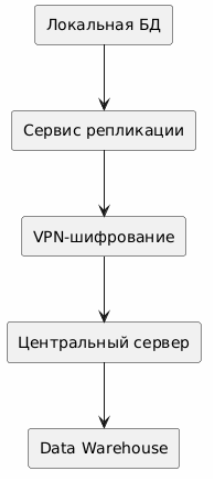 Локальная БД
Сервис репликации
VPN-шифрование
Центральный сервер
Data Warehouse